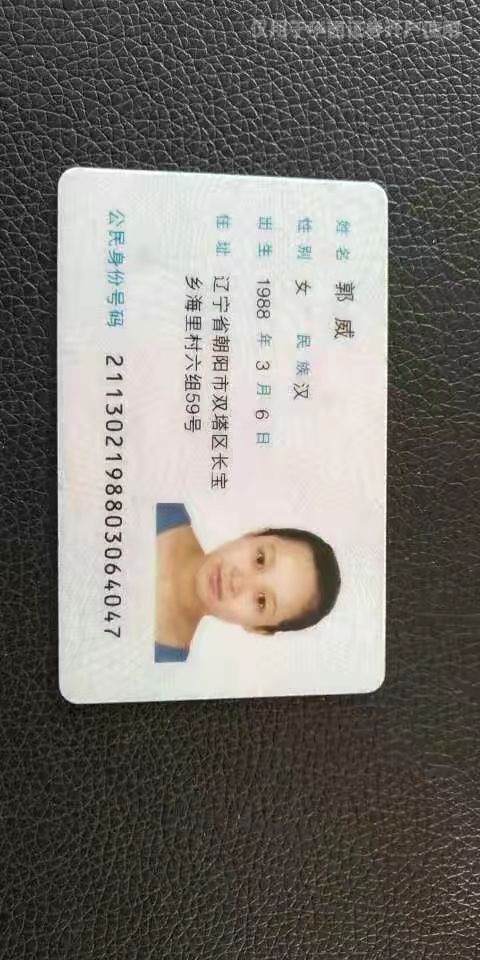 姓名 郭威
性别 女 民族 汉
出生 1988 年 3 月 6 日
住址 辽宁省朝阳市双塔区长宝
乡海里村六组59号
公民身份号码 211302198803064047